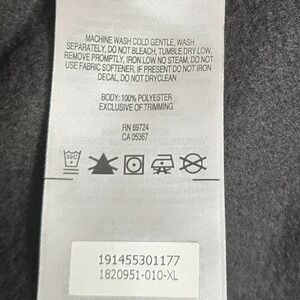 MACHINE WASH COLD GENTLE, WASH
SEPARATELY, DO NOT BLEACH, TUMBLE DRY LOW,
REMOVE PROMPTLY, IRON LOW NO STEAM, DO NOT
USE FABRIC SOFTENER, IF PRESENT DO NOT IRON
DECAL, DO NOT DRYCLEAN.
BODY: 100% POLYESTER
EXCLUSIVE OF TRIMMING
RN 69724
CA 05367
30C
191455301177
1820951-010-XL